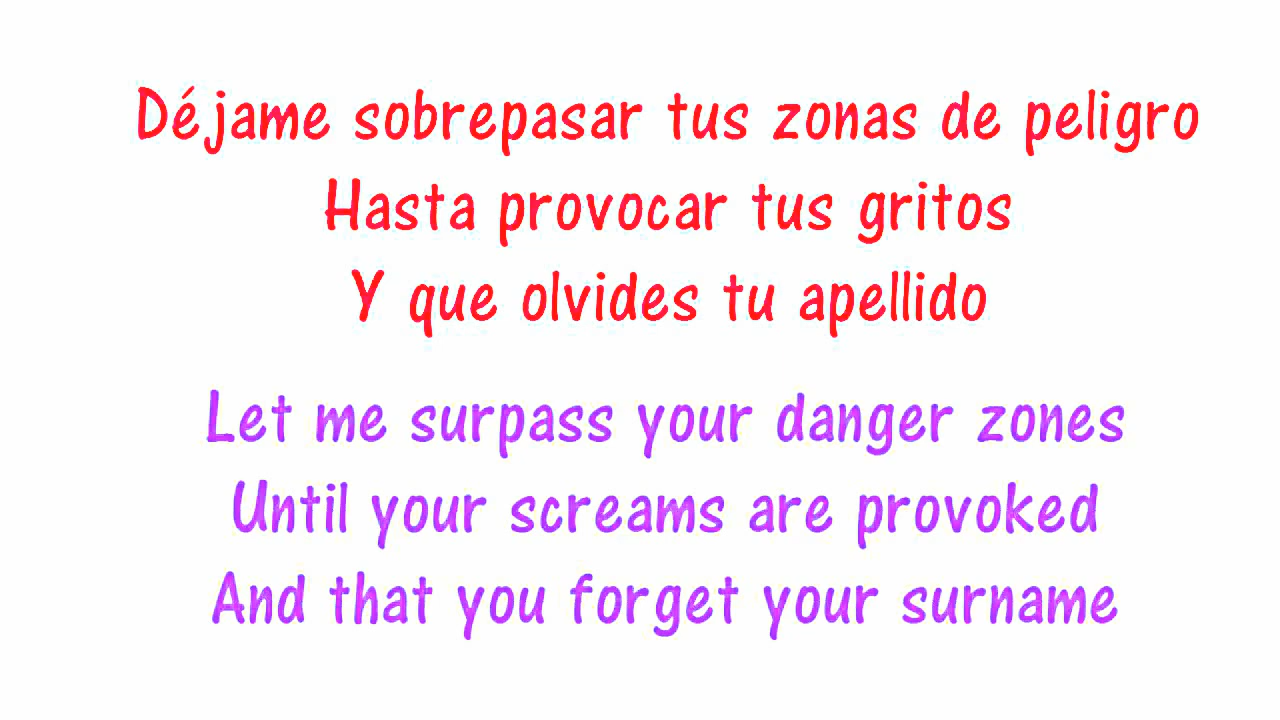 Déjame sobrepasar tus zonas de peligro
Hasta provocar tus gritos
Y que olvides tu apellido
Let me surpass your danger zones
Until your screams are provoked
And that you forget your surname